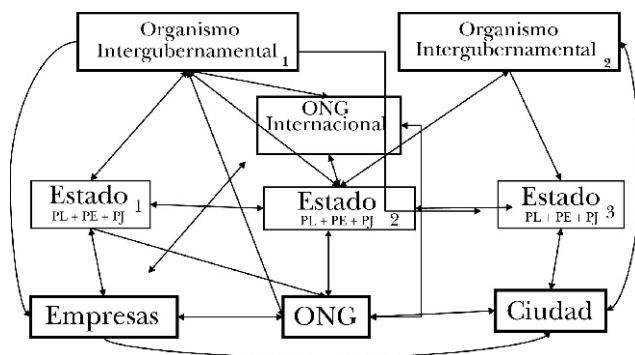 Organismo
Intergubernamental 1
Organismo
Intergubernamental 2
ONG
Internacional
Estado 1
PL + PE + PJ
Estado
PL + PE + PJ 2
Estado
PL + PE + PJ 3
Empresas
ONG
Ciudad